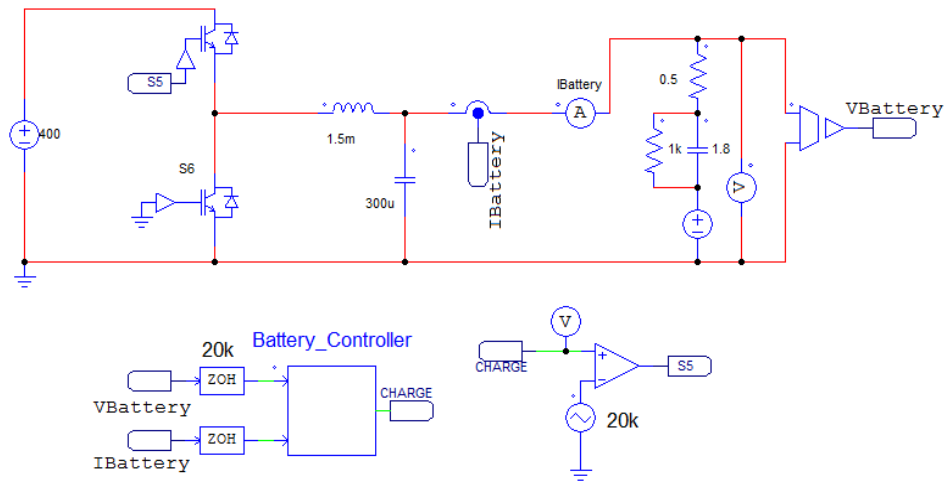 S5
IBattery
A
0.5
400
1.5m
1k
1.8
VBattery
S6
300u
IBattery
V
Battery_Controller
20k
V
VBattery
ZOH
CHARGE
CHARGE
S5
IBattery
ZOH
20k